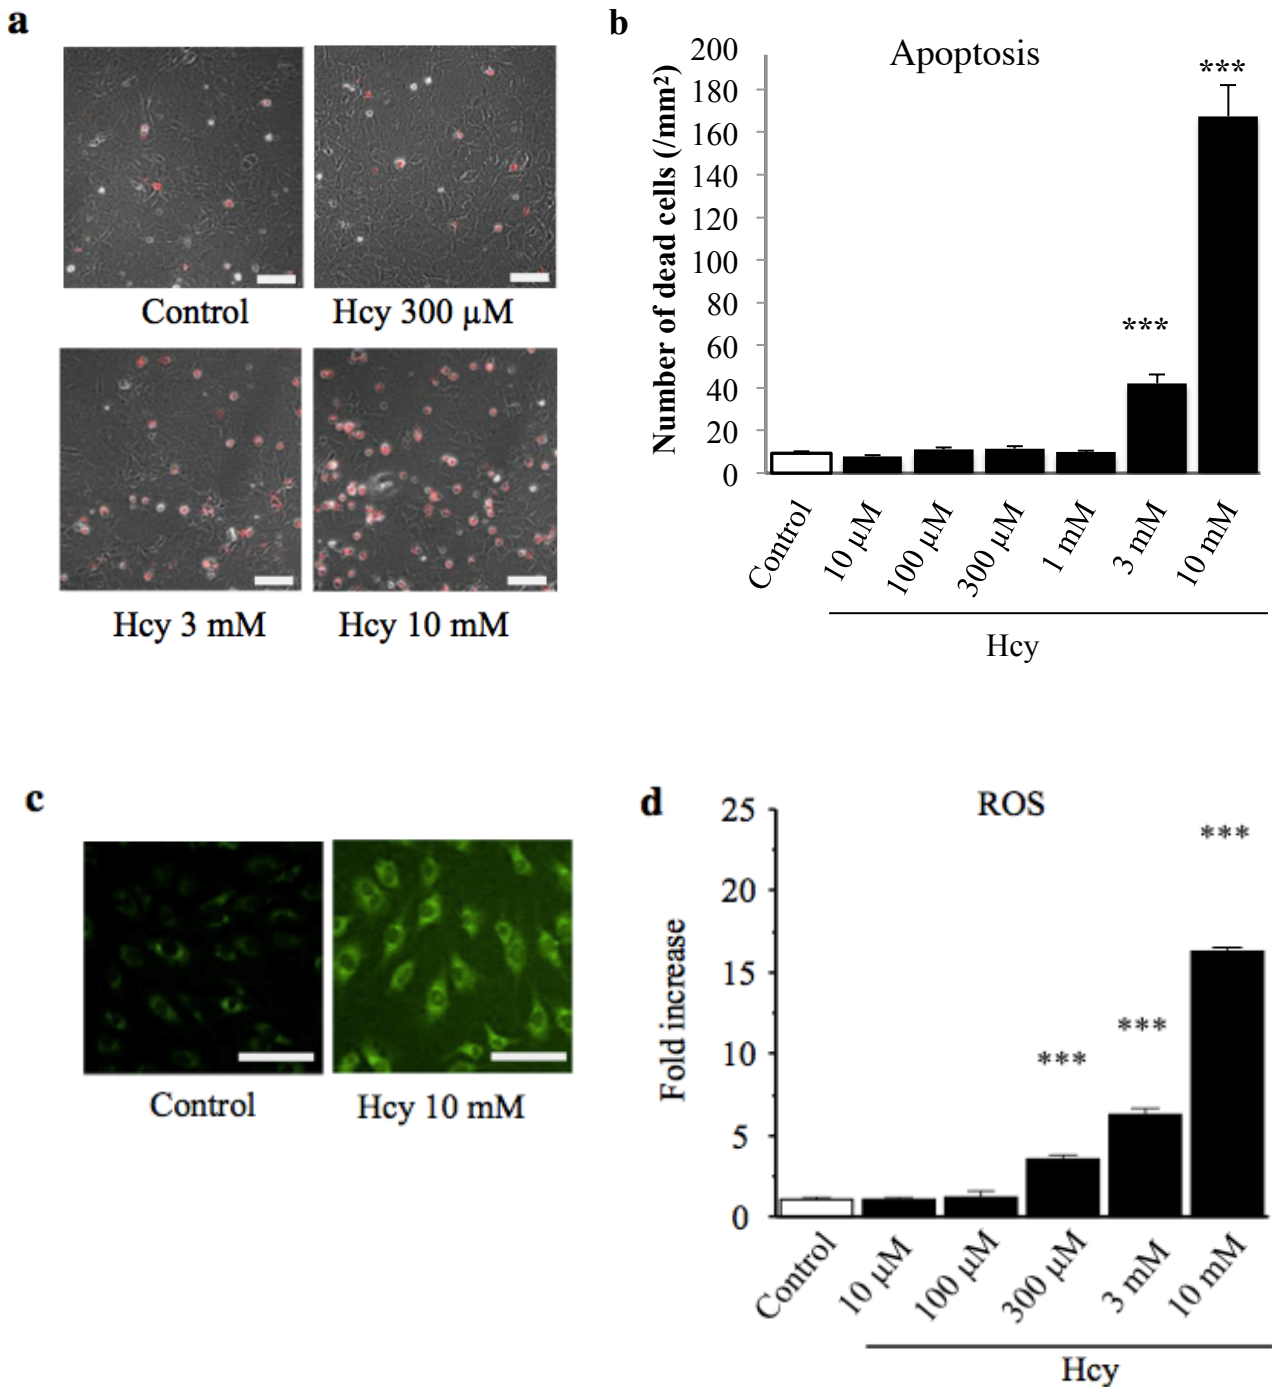 a
Control
Hcy 300 µM
Hcy 3 mM
Hcy 10 mM
b
Apoptosis
Number of dead cells (/mm²)
200
180
160
140
120
100
80
60
40
20
0
***
***
Control
10 µM
100 µM
300 µM
1 mM
3 mM
10 mM
Hcy
c
Control
Hcy 10 mM
d
ROS
Fold increase
25
20
15
10
5
0
***
***
***
Control
10 µM
100 µM
300 µM
3 mM
10 mM
Hcy